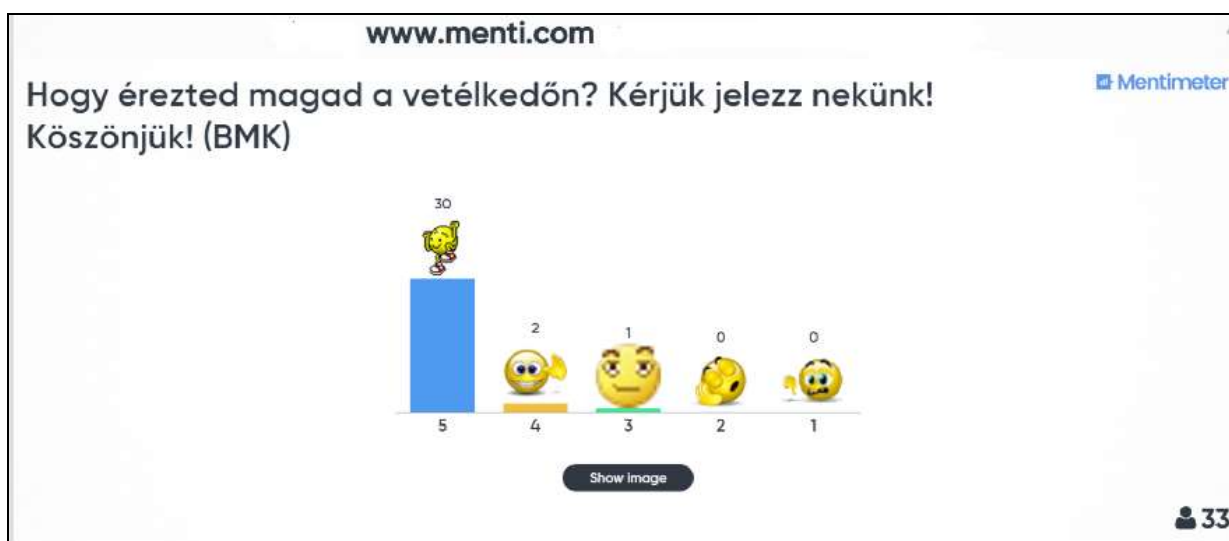 www.menti.com
Mentimeter
Hogy érezted magad a vetélkedőn? Kérjük jelezz nekünk!
Köszönjük! (BMK)
30
2
1
0
0
5
4
3
2
1
Show image
33